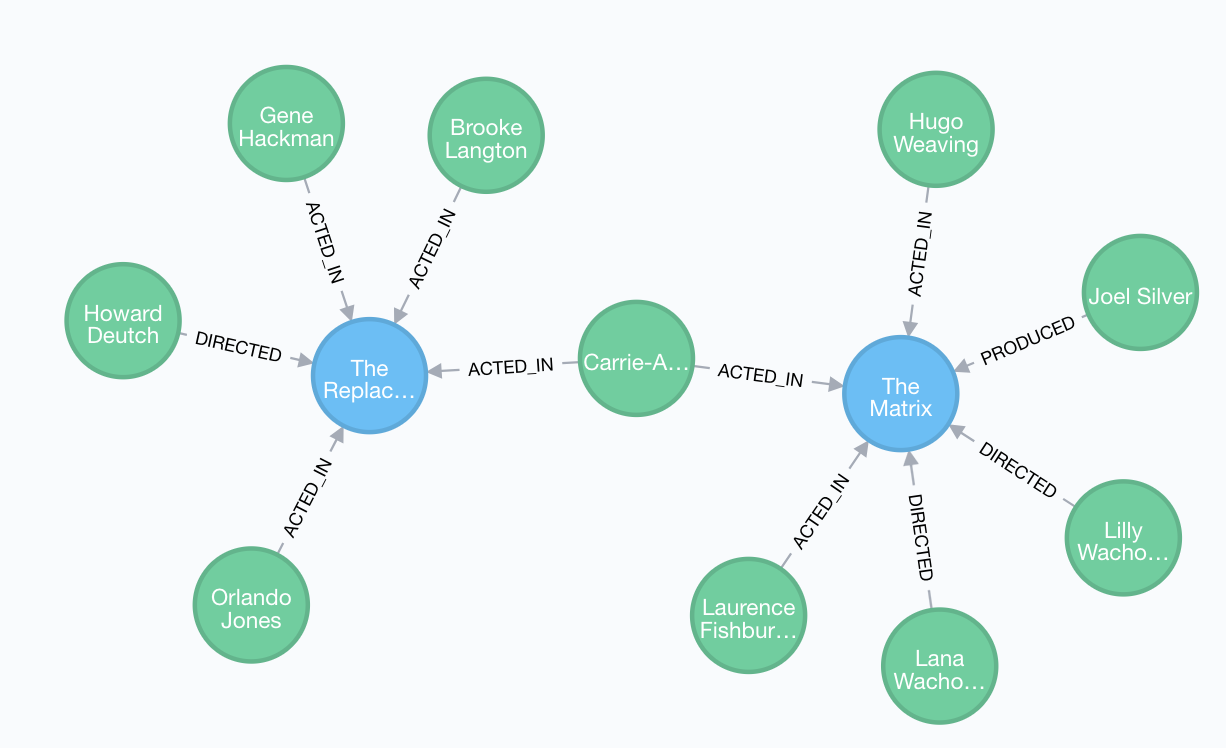 Gene
Hackman
Brooke
Langton
Hugo
Weaving
ACTED_IN
ACTED_IN
ACTED_IN
Howard
Deutch
DIRECTED
The
Replac…
ACTED_IN
Carrie-A…
ACTED_IN
The
Matrix
PRODUCED
Joel Silver
ACTED_IN
Orlando
Jones
ACTED_IN
Laurence
Fishbur…
DIRECTED
Lana
Wacho…
DIRECTED
Lilly
Wacho…